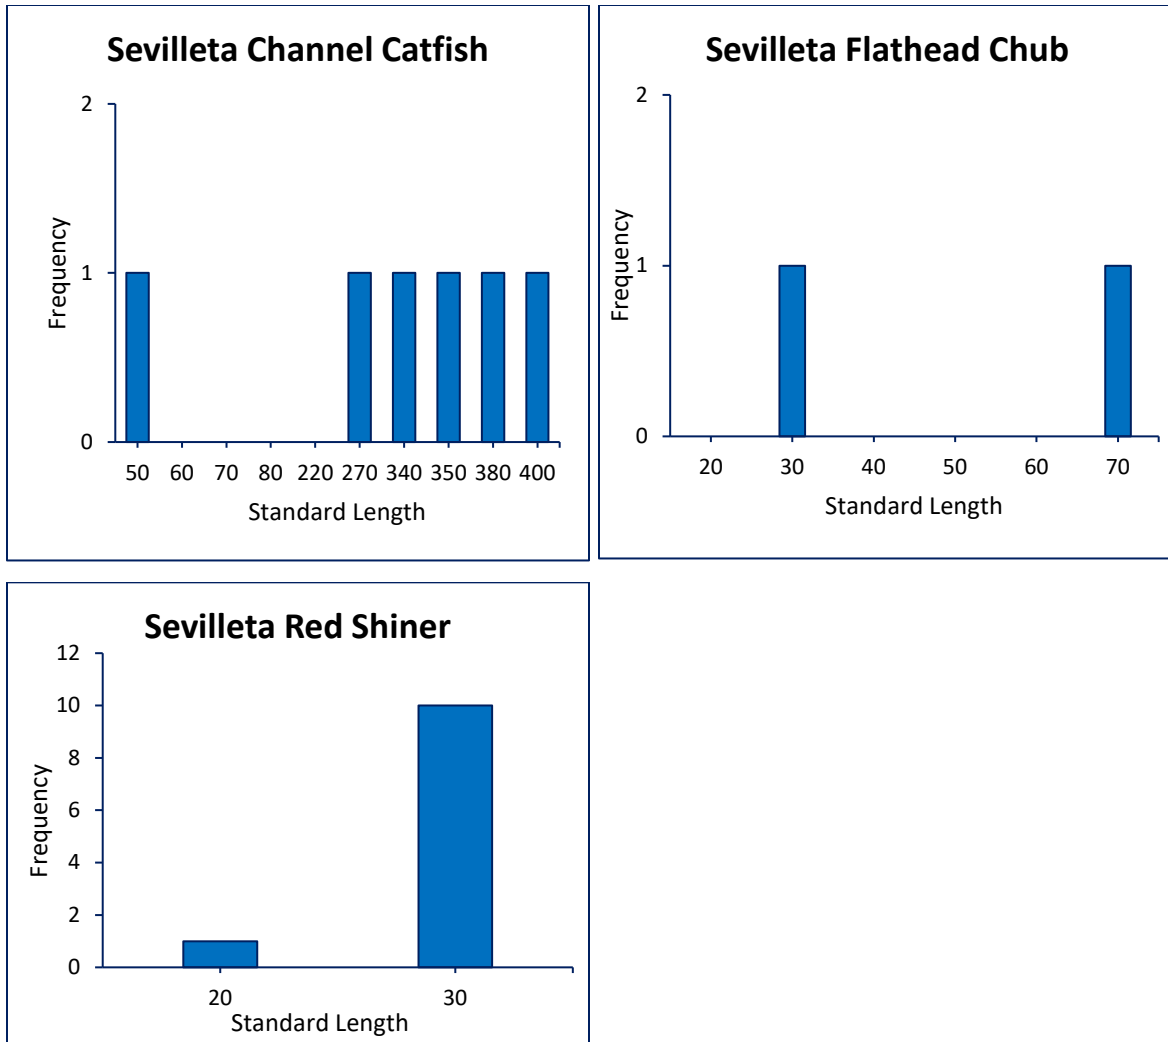 Sevilleta Channel Catfish
2
1
0
Frequency
50 60 70 80 220 270 340 350 380 400
Standard Length
Sevilleta Flathead Chub
2
1
0
Frequency
20 30 40 50 60 70
Standard Length
Sevilleta Red Shiner
12
10
8
6
4
2
0
Frequency
20 30
Standard Length